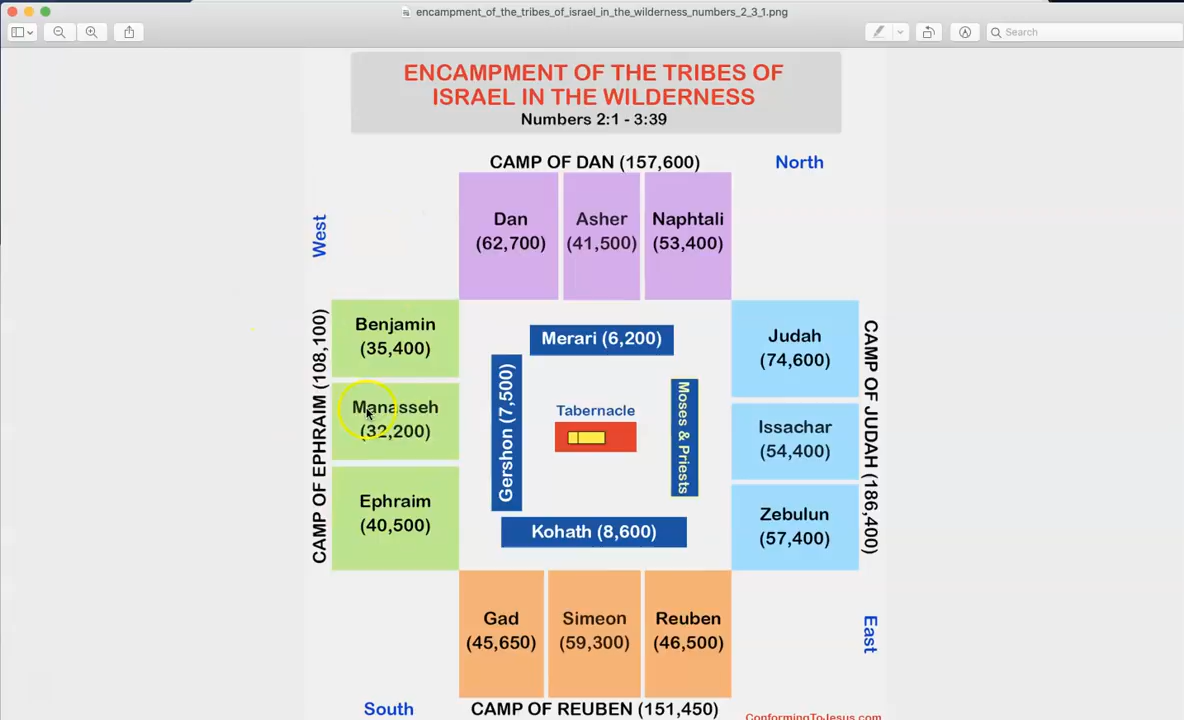 encampment_of_the_tribes_of_israel_in_the_wilderness_numbers_2_3_1.png
Search
ENCAMPMENT OF THE TRIBES OF
ISRAEL IN THE WILDERNESS
Numbers 2:1 - 3:39
CAMP OF DAN (157,600)
North
West
Dan
(62,700)
Asher
(41,500)
Naphtali
(53,400)
CAMP OF EPHRAIM (108,100)
Benjamin
(35,400)
Manasseh
(32,200)
Ephraim
(40,500)
Merari (6,200)
Gershon (7,500)
Tabernacle
Moses & Priests
Kohath (8,600)
Judah
(74,600)
Issachar
(54,400)
Zebulun
(57,400)
CAMP OF JUDAH (186,400)
East
Gad
(45,650)
Simeon
(59,300)
Reuben
(46,500)
South
CAMP OF REUBEN (151,450)
ConformingToJesus.com